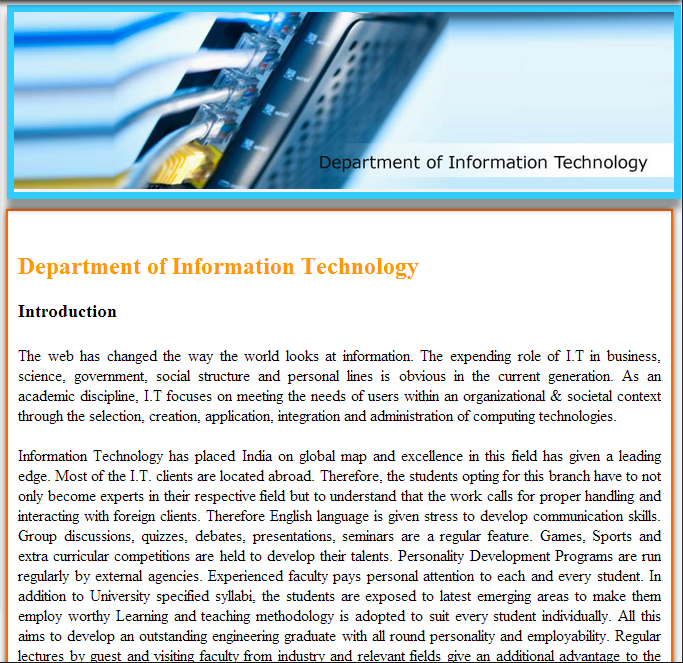 Department of Information Technology
Department of Information Technology
Introduction
The web has changed the way the world looks at information. The expending role of I.T in business,
science, government, social structure and personal lines is obvious in the current generation. As an
academic discipline, I.T focuses on meeting the needs of users within an organizational & societal context
through the selection, creation, application, integration and administration of computing technologies.
Information Technology has placed India on global map and excellence in this field has given a leading
edge. Most of the I.T. clients are located abroad. Therefore, the students opting for this branch have to not
only become experts in their respective field but to understand that the work calls for proper handling and
interacting with foreign clients. Therefore English language is given stress to develop communication skills.
Group discussions, quizzes, debates, presentations, seminars are a regular feature. Games, Sports and
extra curricular competitions are held to develop their talents. Personality Development Programs are run
regularly by external agencies. Experienced faculty pays personal attention to each and every student. In
addition to University specified syllabi, the students are exposed to latest emerging areas to make them
employ worthy Learning and teaching methodology is adopted to suit every student individually. All this
aims to develop an outstanding engineering graduate with all round personality and employability. Regular
lectures by guest and visiting faculty from industry and relevant fields give an additional advantage to the